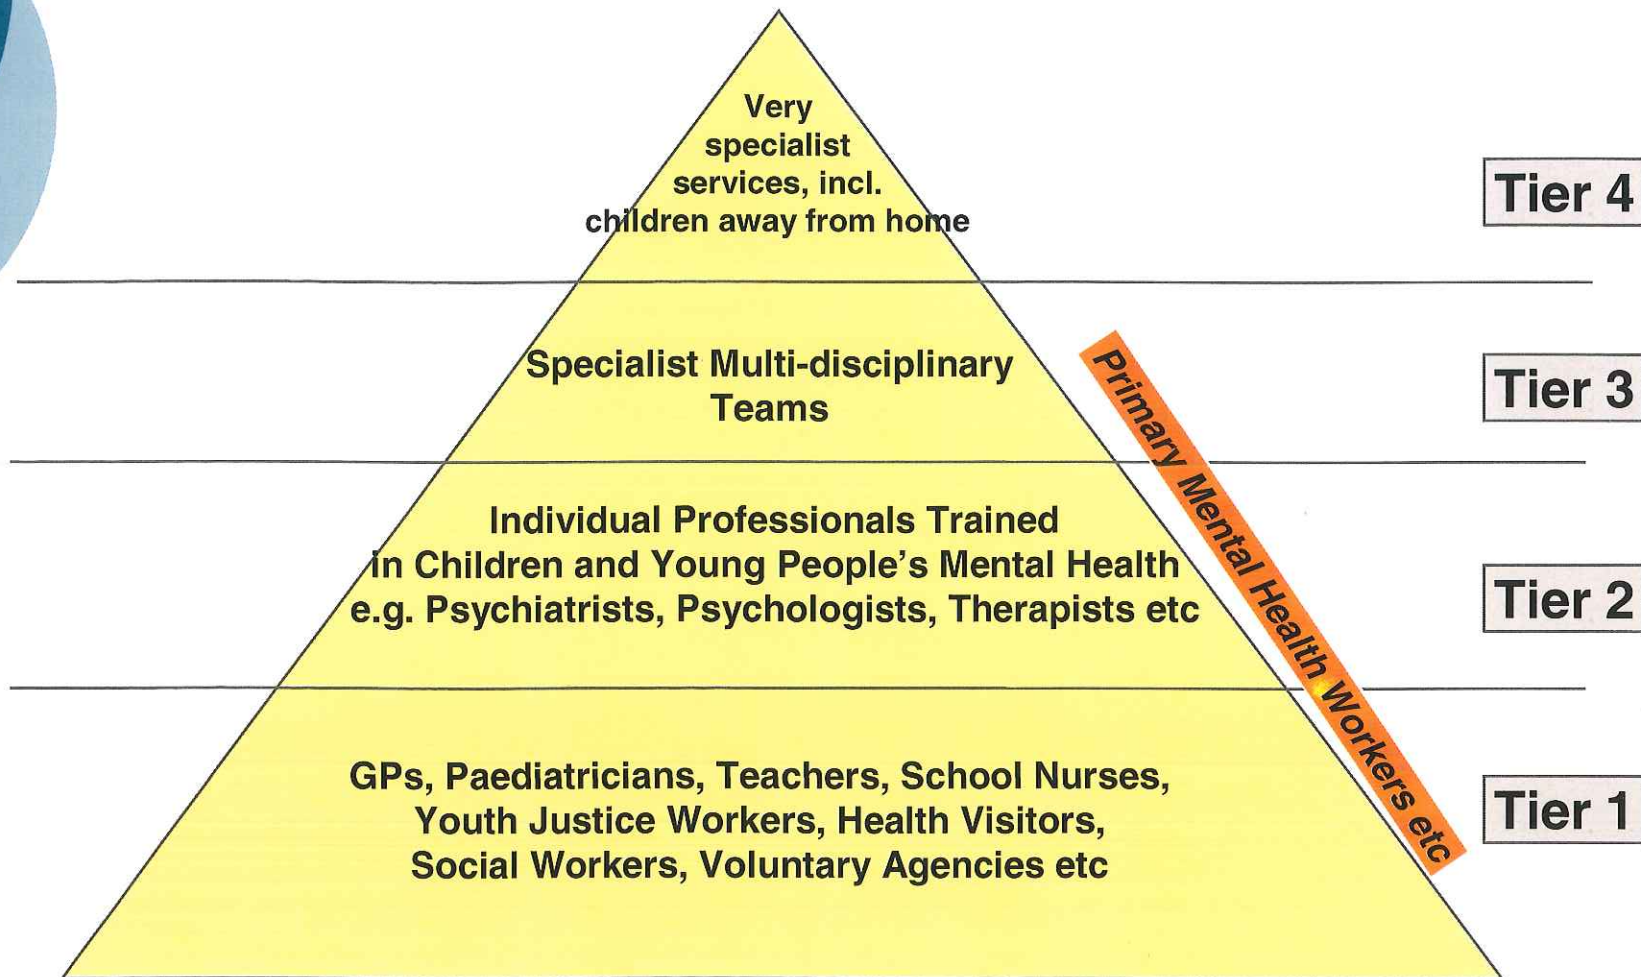 Very
specialist
services, incl.
children away from home
Tier 4
Specialist Multi-disciplinary
Teams
Tier 3
Primary Mental Health Workers etc
Individual Professionals Trained
in Children and Young People's Mental Health
e.g. Psychiatrists, Psychologists, Therapists etc
Tier 2
GPs, Paediatricians, Teachers, School Nurses,
Youth Justice Workers, Health Visitors,
Social Workers, Voluntary Agencies etc
Tier 1